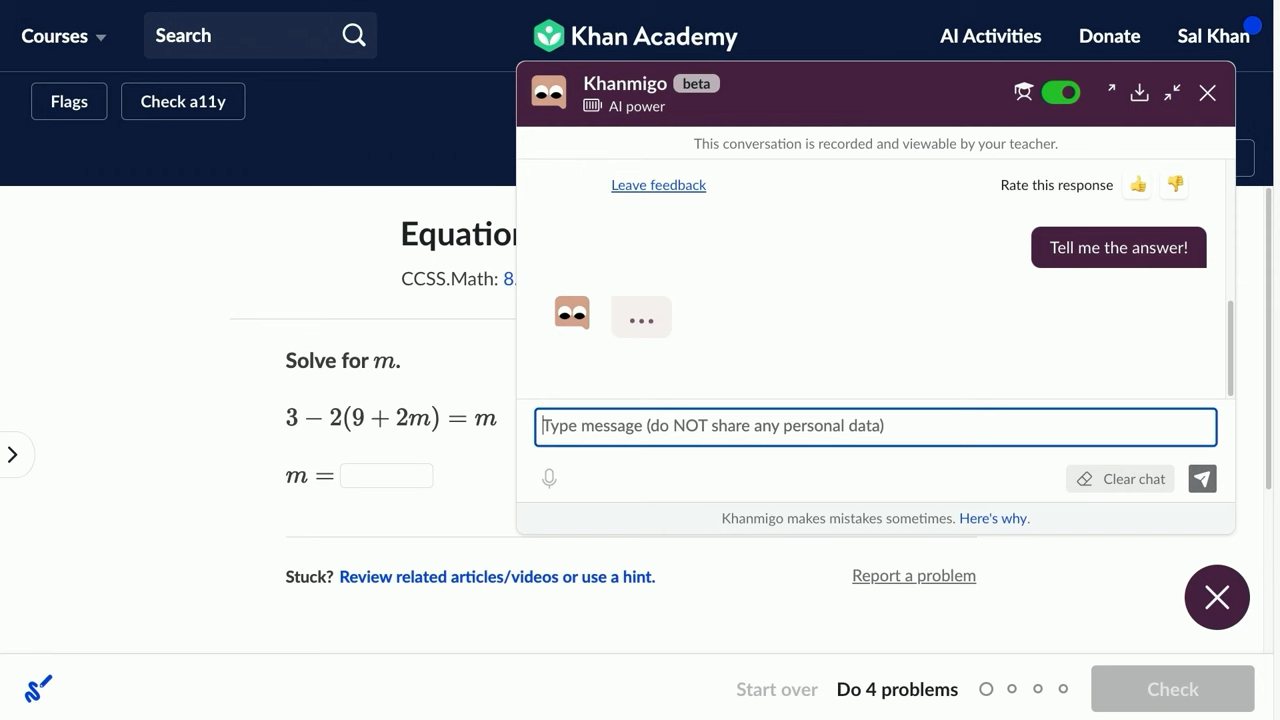 Courses
Search
Khan Academy
AI Activities
Donate
Sal Khan
Flags
Check a11y
Khanmigo beta
AI power
This conversation is recorded and viewable by your teacher.
Leave feedback
Rate this response
Tell me the answer!
...
Type message (do NOT share any personal data)
Clear chat
Khanmigo makes mistakes sometimes. Here's why.
Equation
CCSS.Math: 8.
Solve for m.
3 − 2(9 + 2m) = m
m =
Stuck? Review related articles/videos or use a hint.
Report a problem
Start over
Do 4 problems
Check